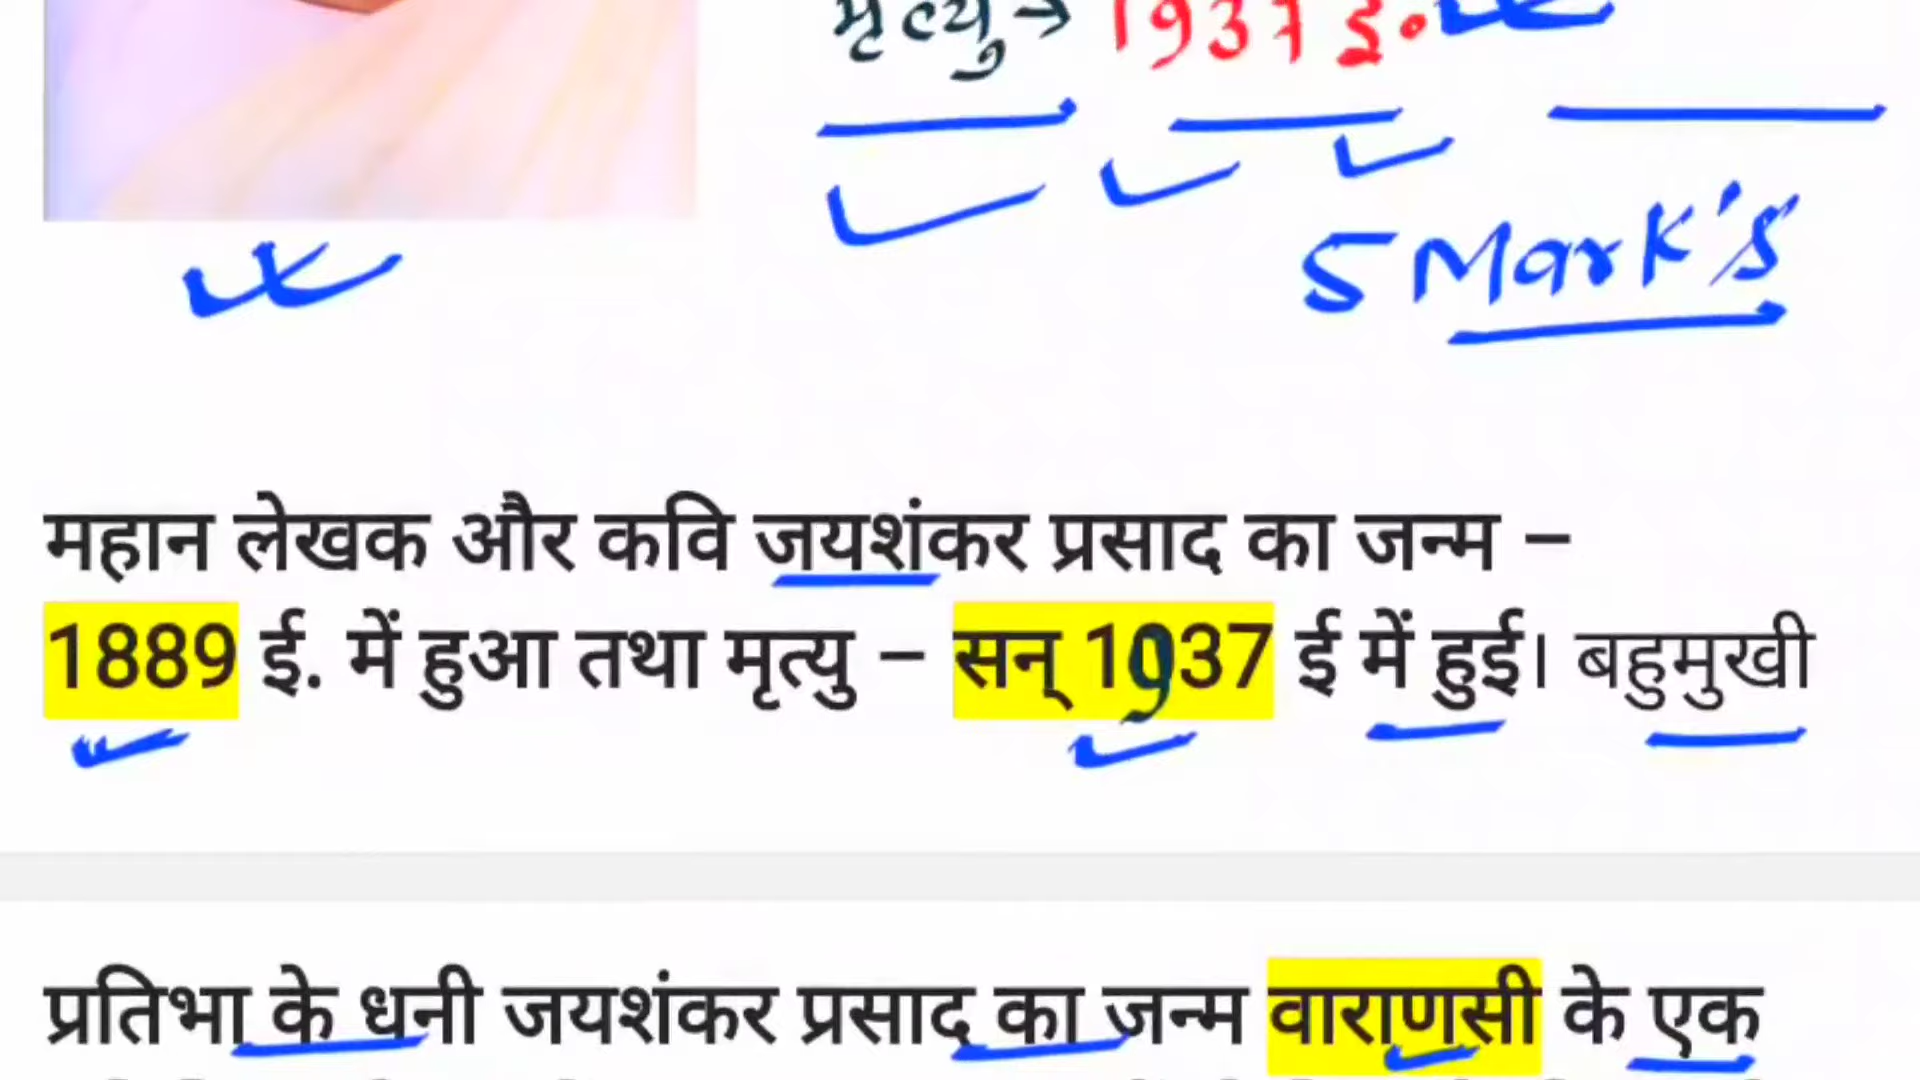 मृत्यु → 1937 ई०
5 Mark's
महान लेखक और कवि जयशंकर प्रसाद का जन्म –
1889 ई. में हुआ तथा मृत्यु – सन् 1937 ई में हुई। बहुमुखी
प्रतिभा के धनी जयशंकर प्रसाद का जन्म वाराणसी के एक